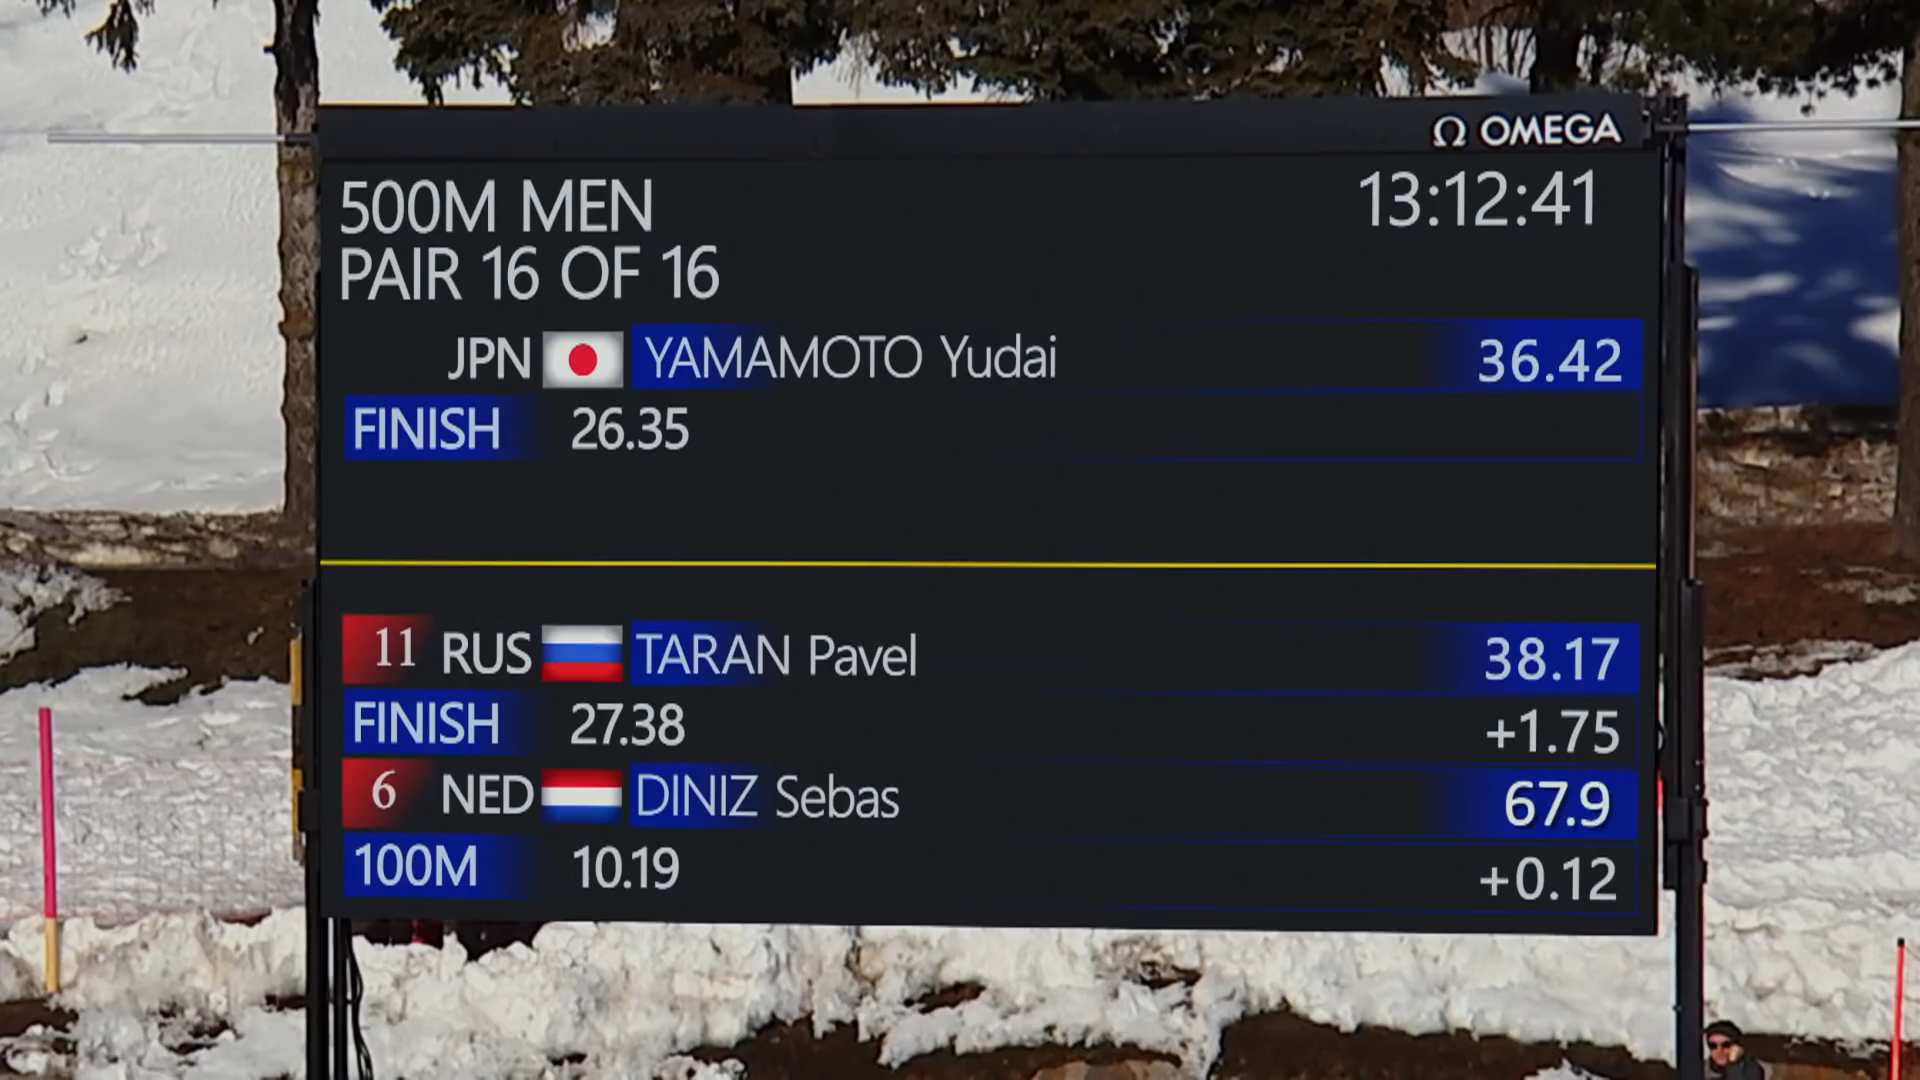 Ω OMEGA
500M MEN 13:12:41
PAIR 16 OF 16
JPN YAMAMOTO Yudai 36.42
FINISH 26.35
11 RUS TARAN Pavel 38.17
FINISH 27.38 +1.75
6 NED DINIZ Sebas 67.9
100M 10.19 +0.12